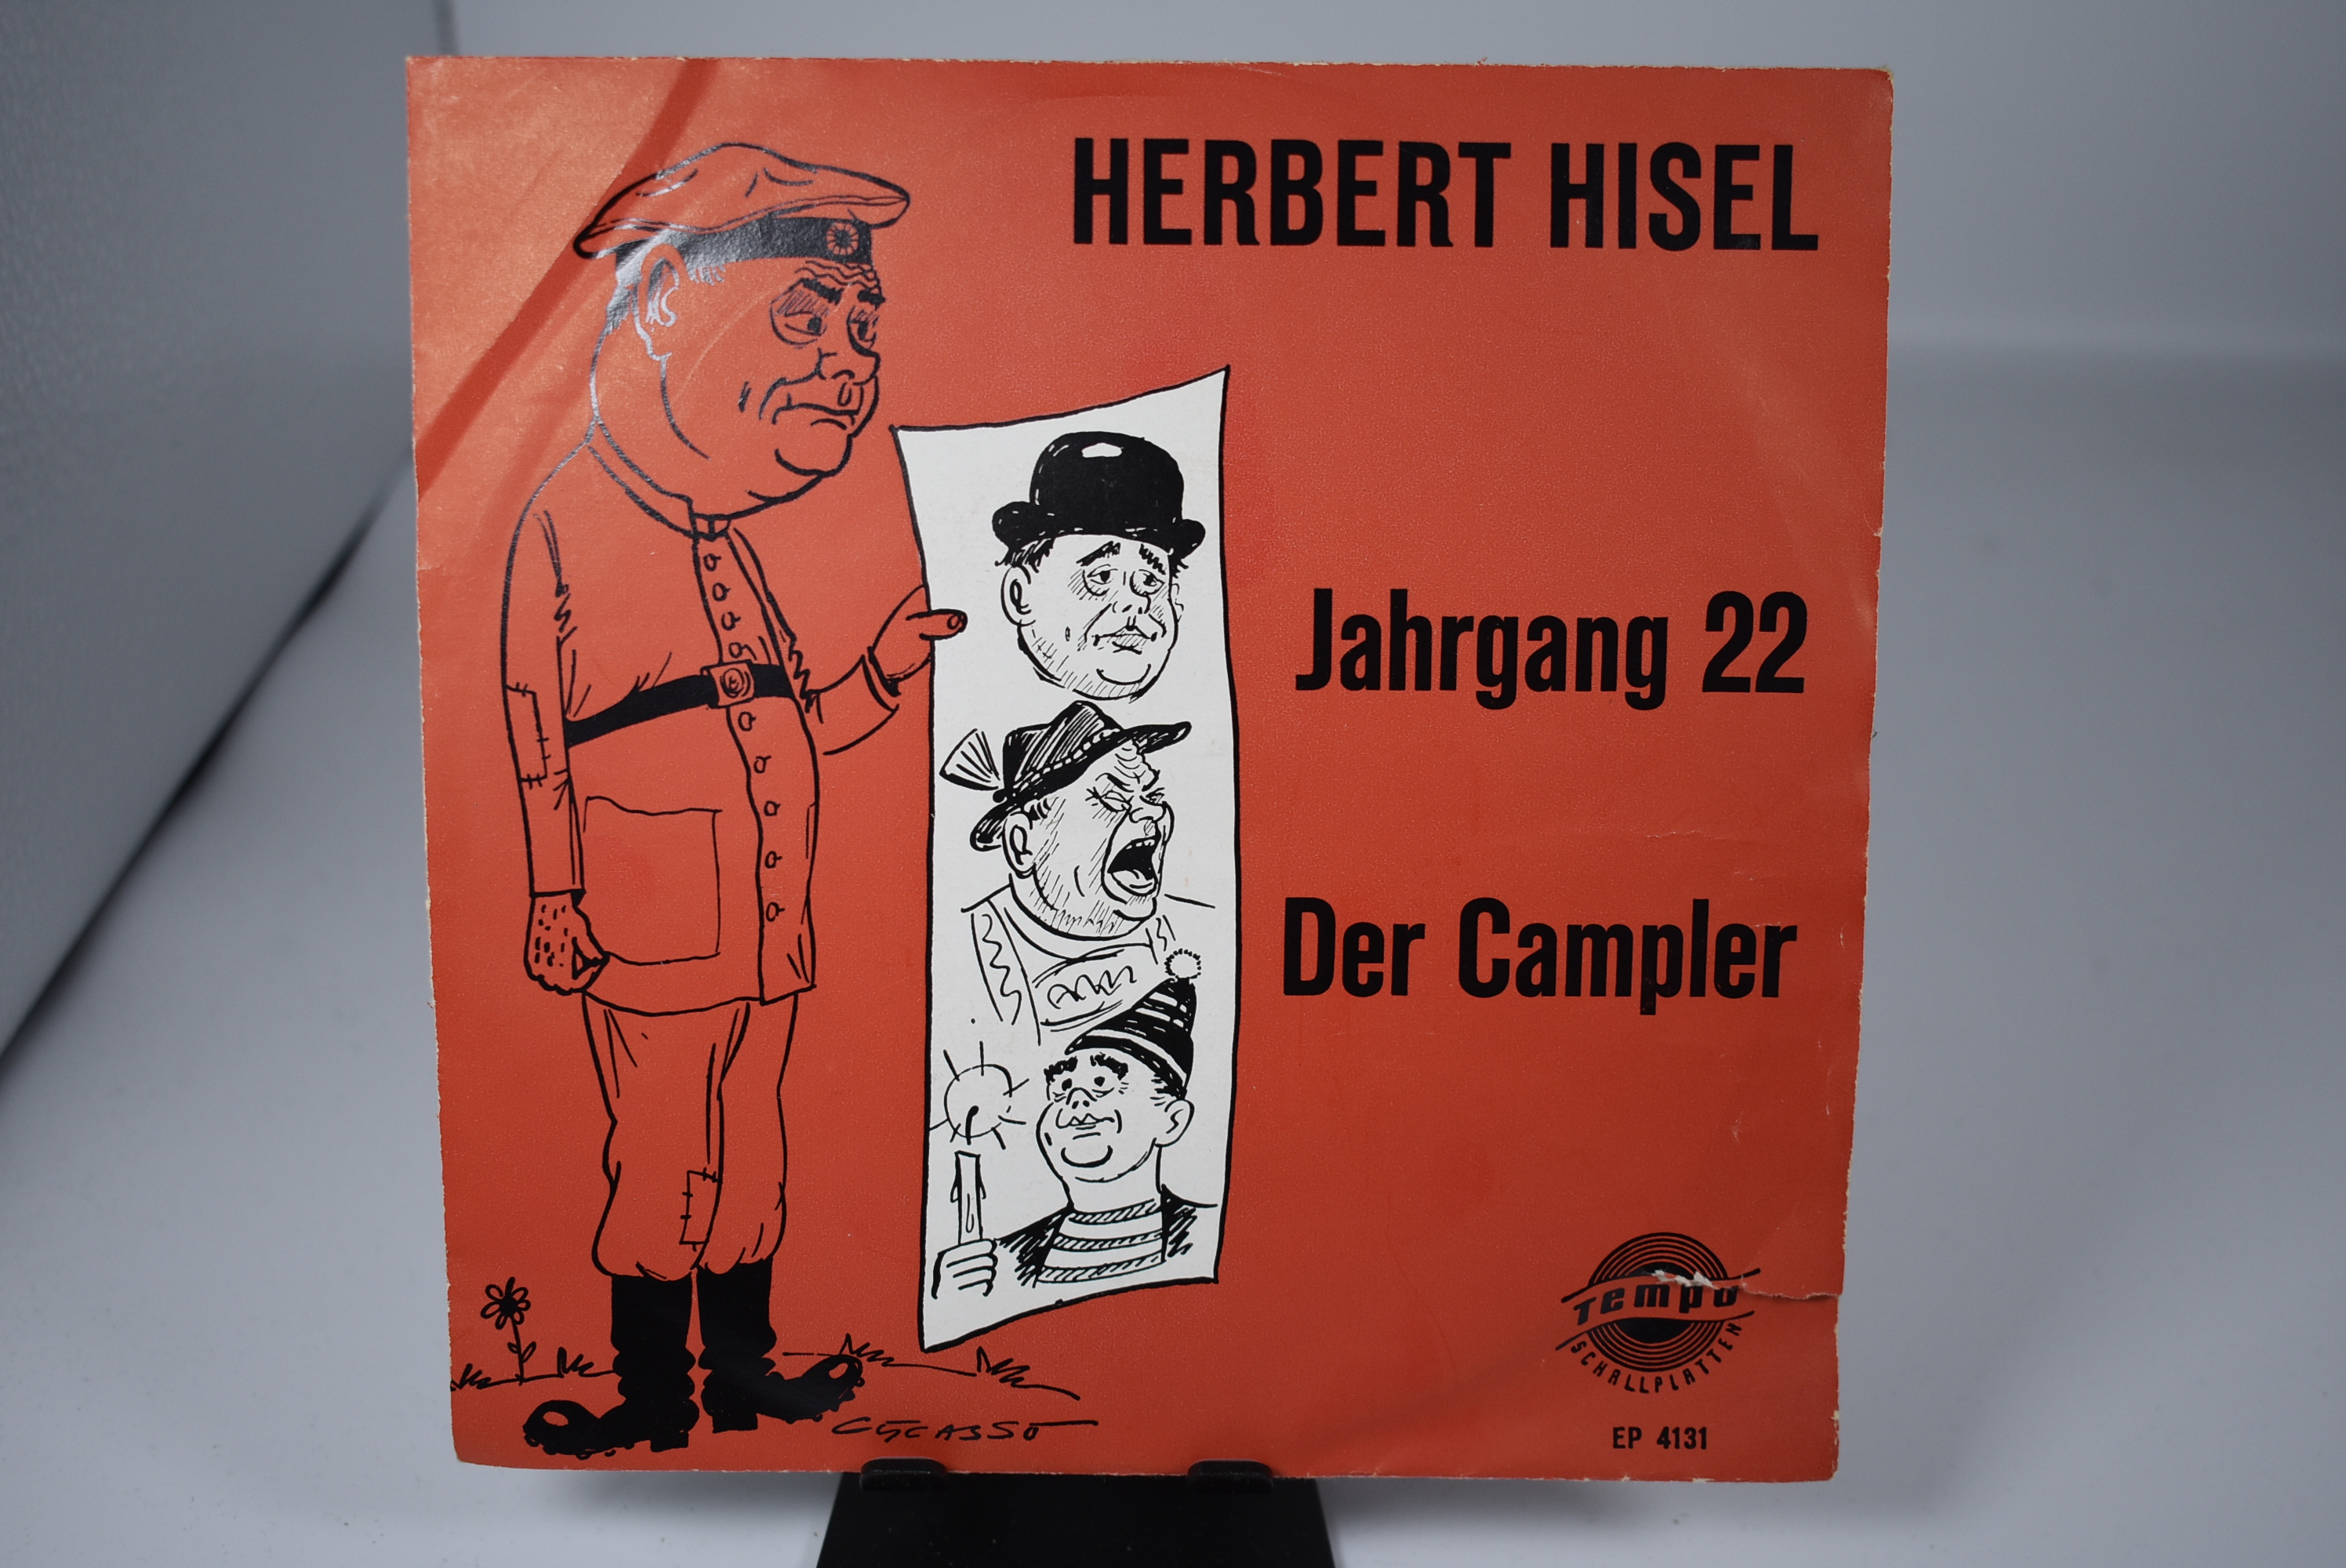 HERBERT HISEL
Jahrgang 22
Der Campler
Tempo
SCHALLPLATTEN
EP 4131